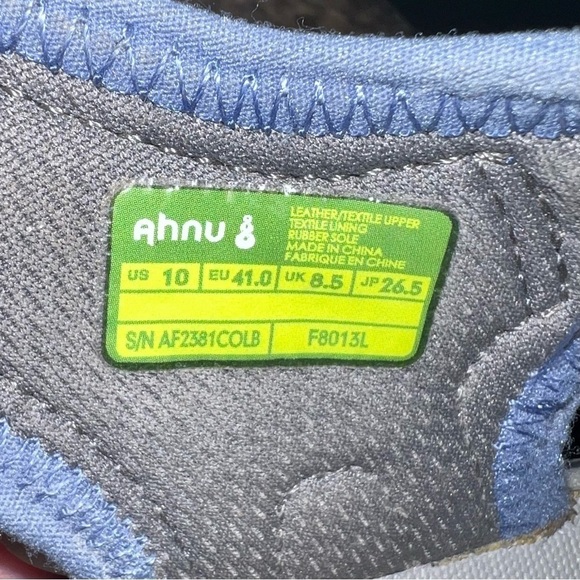 Ahnu
LEATHER/TEXTILE UPPER
TEXTILE LINING
RUBBER SOLE
MADE IN CHINA
FABRIQUE EN CHINE
US 10 EU 41.0 UK 8.5 JP 26.5
S/N AF2381COLB F8013L